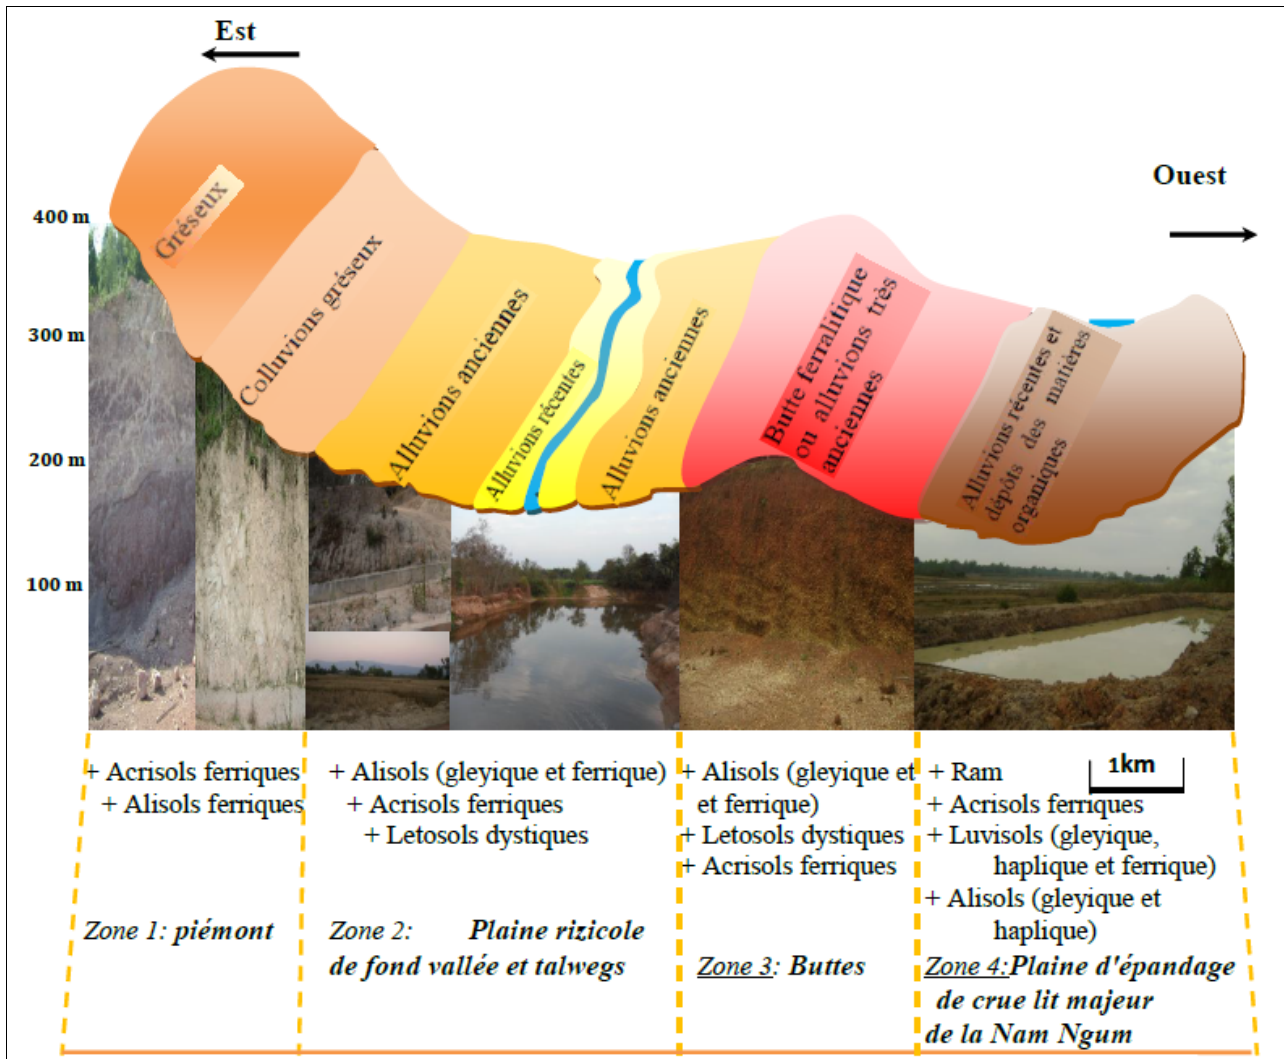 Est
Ouest
400 m
300 m
200 m
100 m
Gréseux
Colluvions gréseux
Alluvions anciennes
Alluvions récentes
Alluvions anciennes
Butte ferralitique
ou alluvions très
anciennes
Alluvions récentes et
dépôts des matières
organiques
+ Acrisols ferriques
+ Alisols ferriques
Zone 1: piémont
+ Alisols (gleyique et ferrique)
+ Acrisols ferriques
+ Letosols dystiques
Zone 2: Plaine rizicole
de fond vallée et talwegs
+ Alisols (gleyique et
et ferrique)
+ Letosols dystiques
+ Acrisols ferriques
Zone 3: Buttes
1km
+ Ram
+ Acrisols ferriques
+ Luvisols (gleyique,
haplique et ferrique)
+ Alisols (gleyique et
haplique)
Zone 4:Plaine d'épandage
de crue lit majeur
de la Nam Ngum